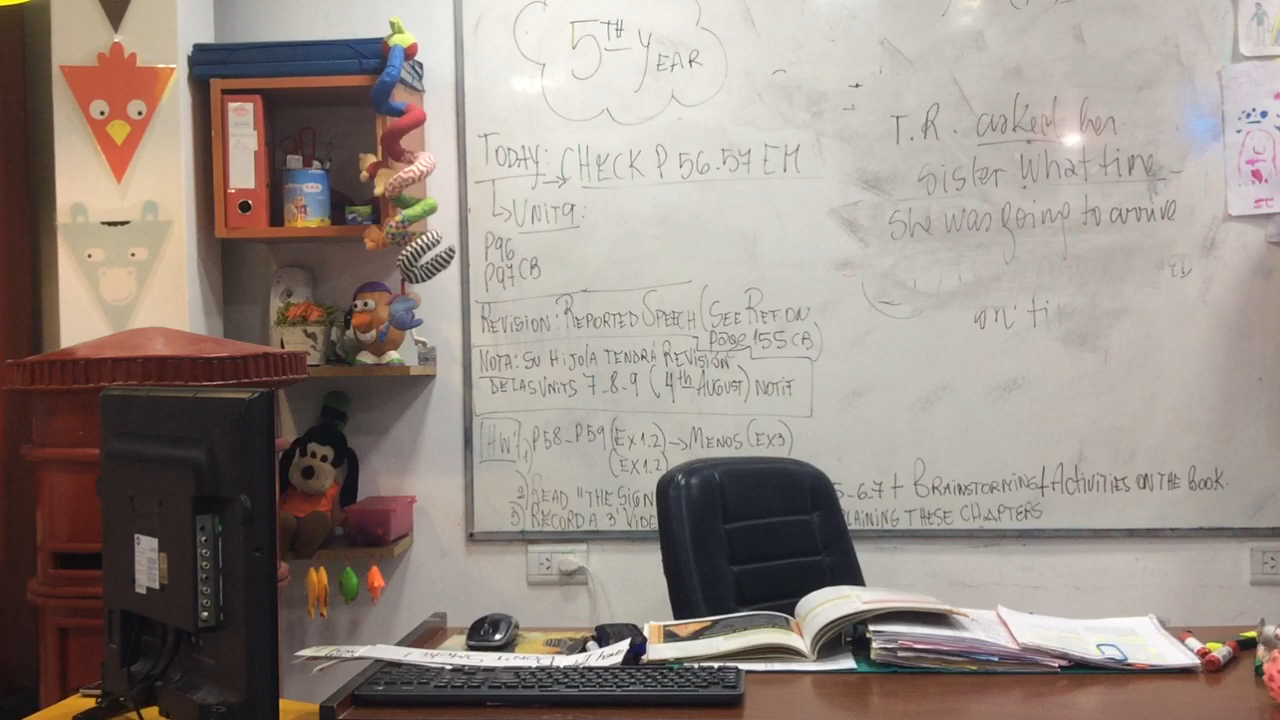 5TH YEAR
TODAY: → CHECK P 56.57 EM
↳ UNIT 9:
P96
P97 CB
REVISION: REPORTED SPEECH (SEE REF ON
PAGE 155 CB)
NOTA: SU HIJO/A TENDRÁ REVISIÓN
DE LAS UNITS 7-8-9 (4th AUGUST) NOTIF
HW: 1) P58-P59 (EX 1.2) → MENOS (EX3)
(EX 1.2)
2) READ "THE SIGN 5-6.7 + BRAINSTORMING + ACTIVITIES ON THE BOOK.
3) RECORD A 3' VIDE LAINING THESE CHAPTERS
T.R. asked her
sister what time
she was going to arrive